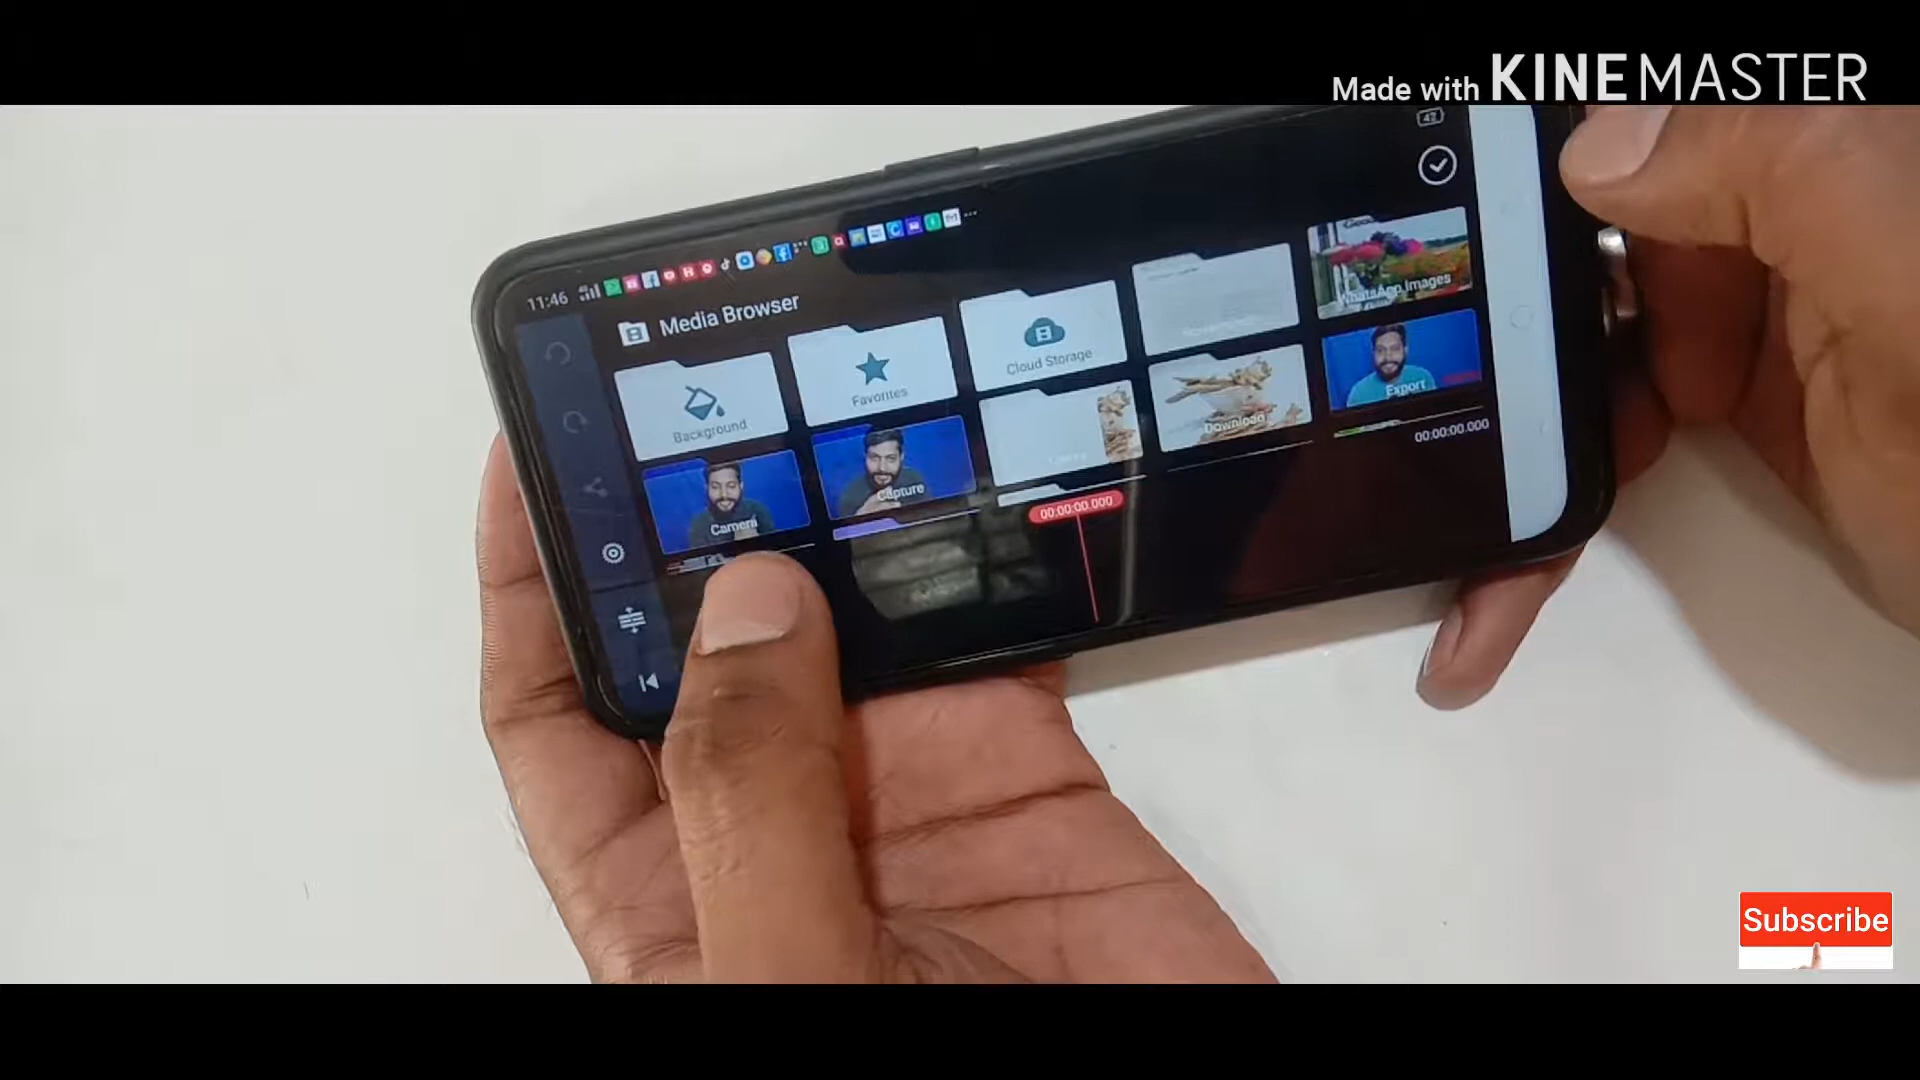 Made with KINEMASTER
42
11:46
Media Browser
Background
Favorites
Cloud Storage
WhatsApp Images
Camera
Capture
Download
Export
00:00:00.000
00:00:00.000
Subscribe